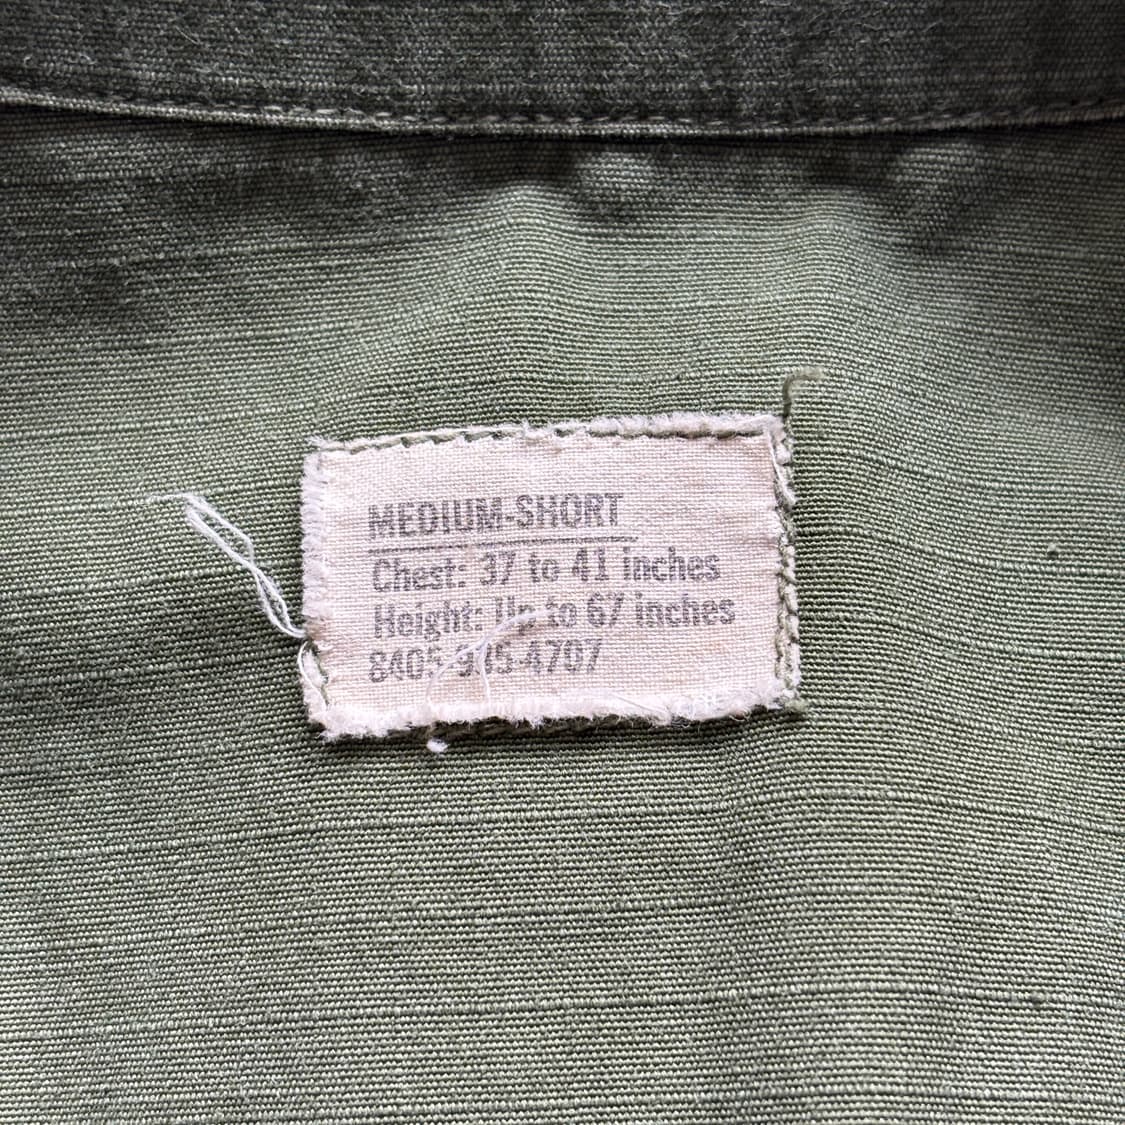 MEDIUM-SHORT
Chest: 37 to 41 inches
Height: Up to 67 inches
8405-935-4707